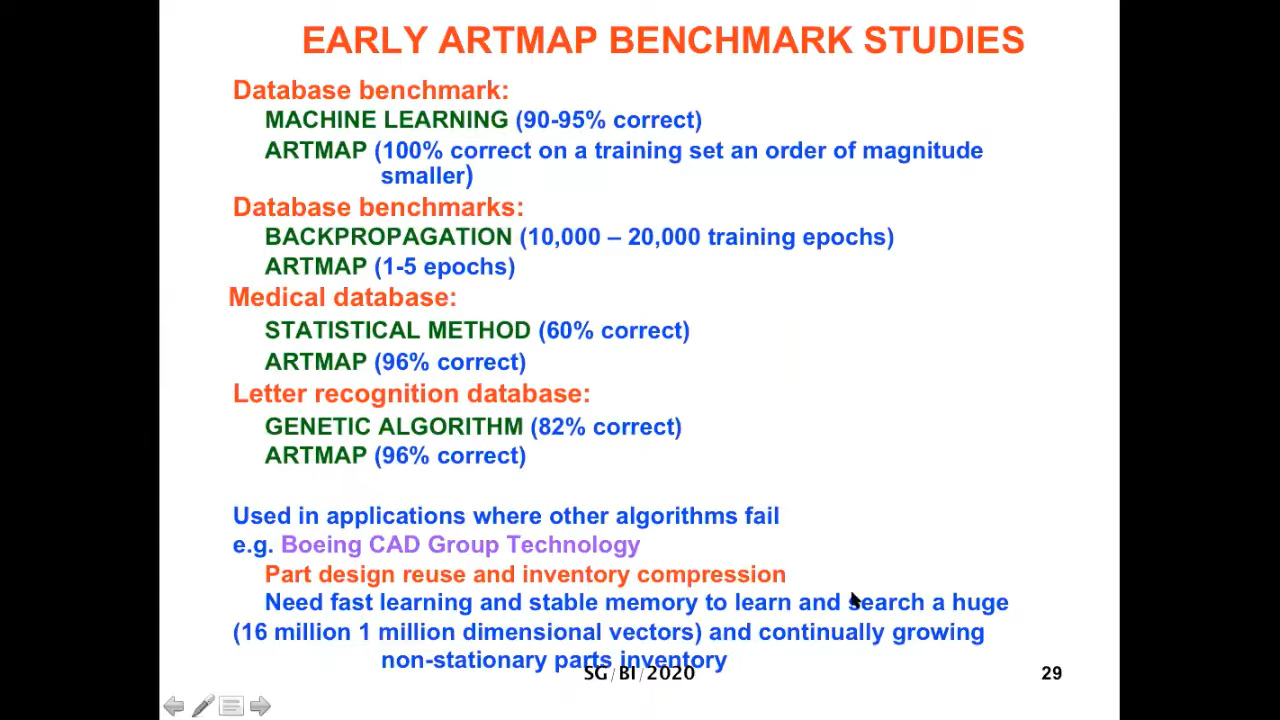 EARLY ARTMAP BENCHMARK STUDIES
Database benchmark:
MACHINE LEARNING (90-95% correct)
ARTMAP (100% correct on a training set an order of magnitude
smaller)
Database benchmarks:
BACKPROPAGATION (10,000 – 20,000 training epochs)
ARTMAP (1-5 epochs)
Medical database:
STATISTICAL METHOD (60% correct)
ARTMAP (96% correct)
Letter recognition database:
GENETIC ALGORITHM (82% correct)
ARTMAP (96% correct)
Used in applications where other algorithms fail
e.g. Boeing CAD Group Technology
Part design reuse and inventory compression
Need fast learning and stable memory to learn and search a huge
(16 million 1 million dimensional vectors) and continually growing
non-stationary parts inventory
SG/BI/2020
29